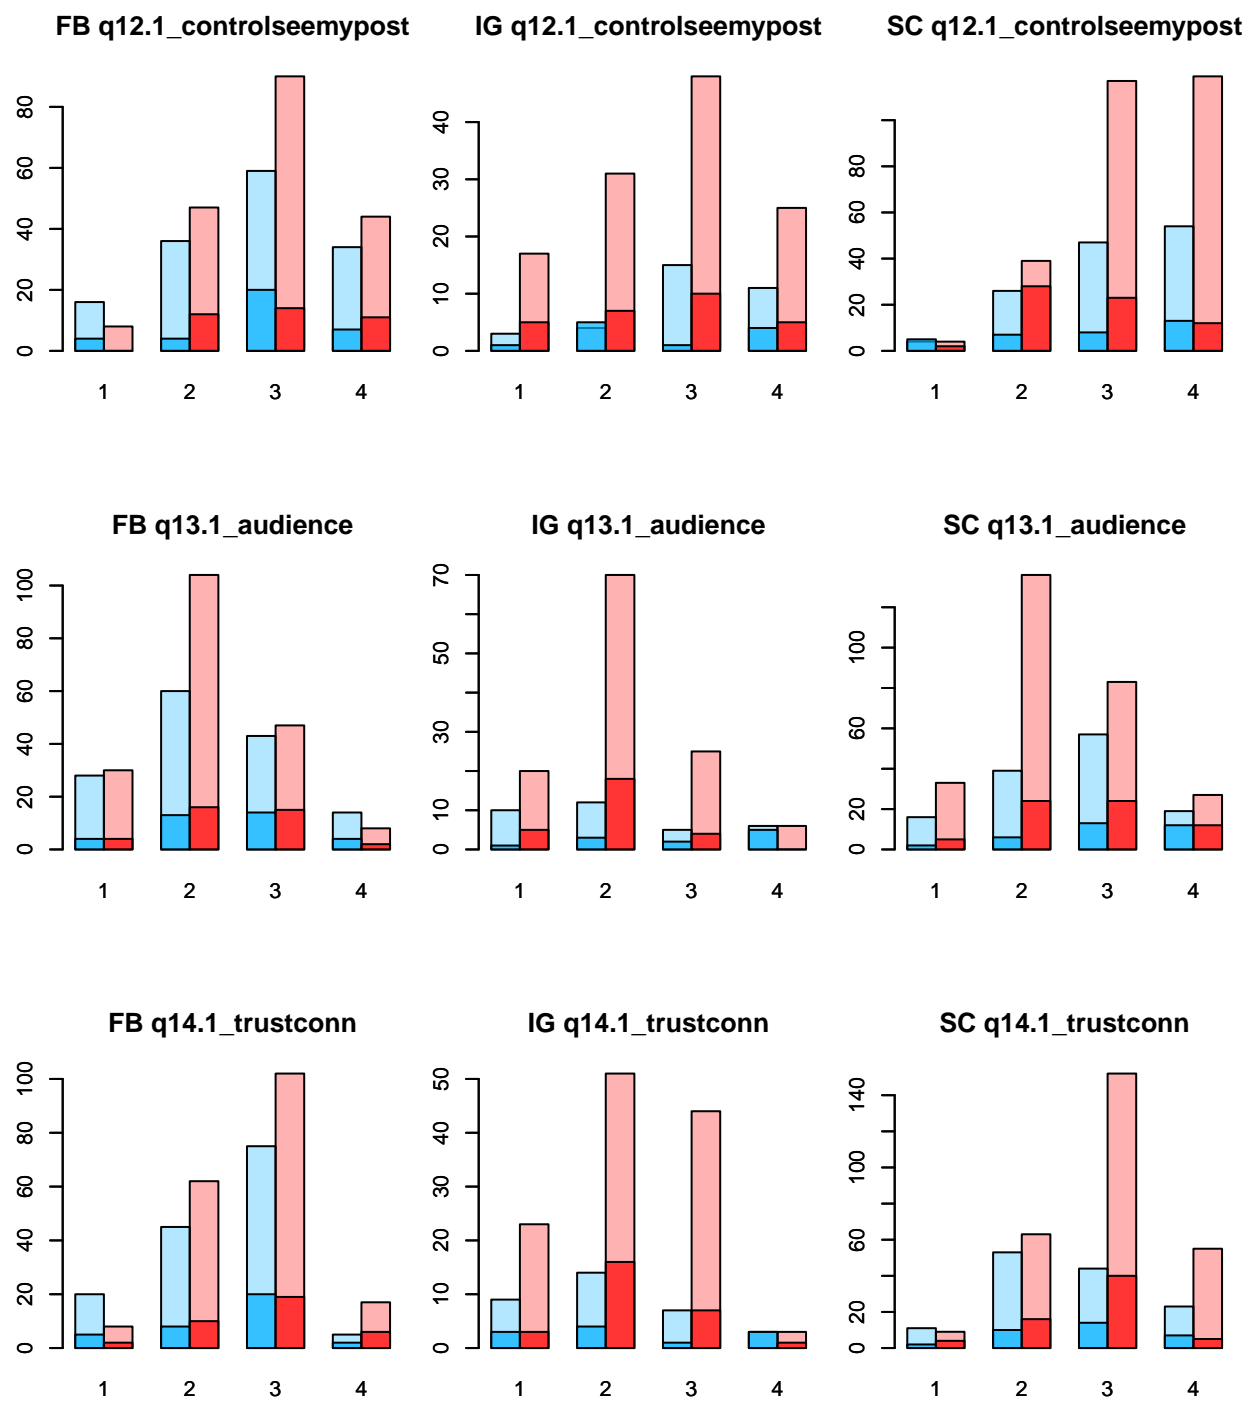 FB q12.1_controlseemypost IG q12.1_controlseemypost SC q12.1_controlseemypost
0 20 40 60 80
1 2 3 4
0 10 20 30 40
1 2 3 4
0 20 40 60 80
1 2 3 4
FB q13.1_audience IG q13.1_audience SC q13.1_audience
0 20 40 60 80 100
1 2 3 4
0 10 30 50 70
1 2 3 4
0 20 60 100
1 2 3 4
FB q14.1_trustconn IG q14.1_trustconn SC q14.1_trustconn
0 20 40 60 80 100
1 2 3 4
0 10 20 30 40 50
1 2 3 4
0 20 60 100 140
1 2 3 4